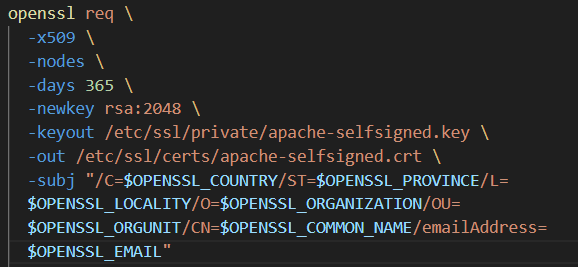 openssl req \
-x509 \
-nodes \
-days 365 \
-newkey rsa:2048 \
-keyout /etc/ssl/private/apache-selfsigned.key \
-out /etc/ssl/certs/apache-selfsigned.crt \
-subj "/C=$OPENSSL_COUNTRY/ST=$OPENSSL_PROVINCE/L=
$OPENSSL_LOCALITY/O=$OPENSSL_ORGANIZATION/OU=
$OPENSSL_ORGUNIT/CN=$OPENSSL_COMMON_NAME/emailAddress=
$OPENSSL_EMAIL"